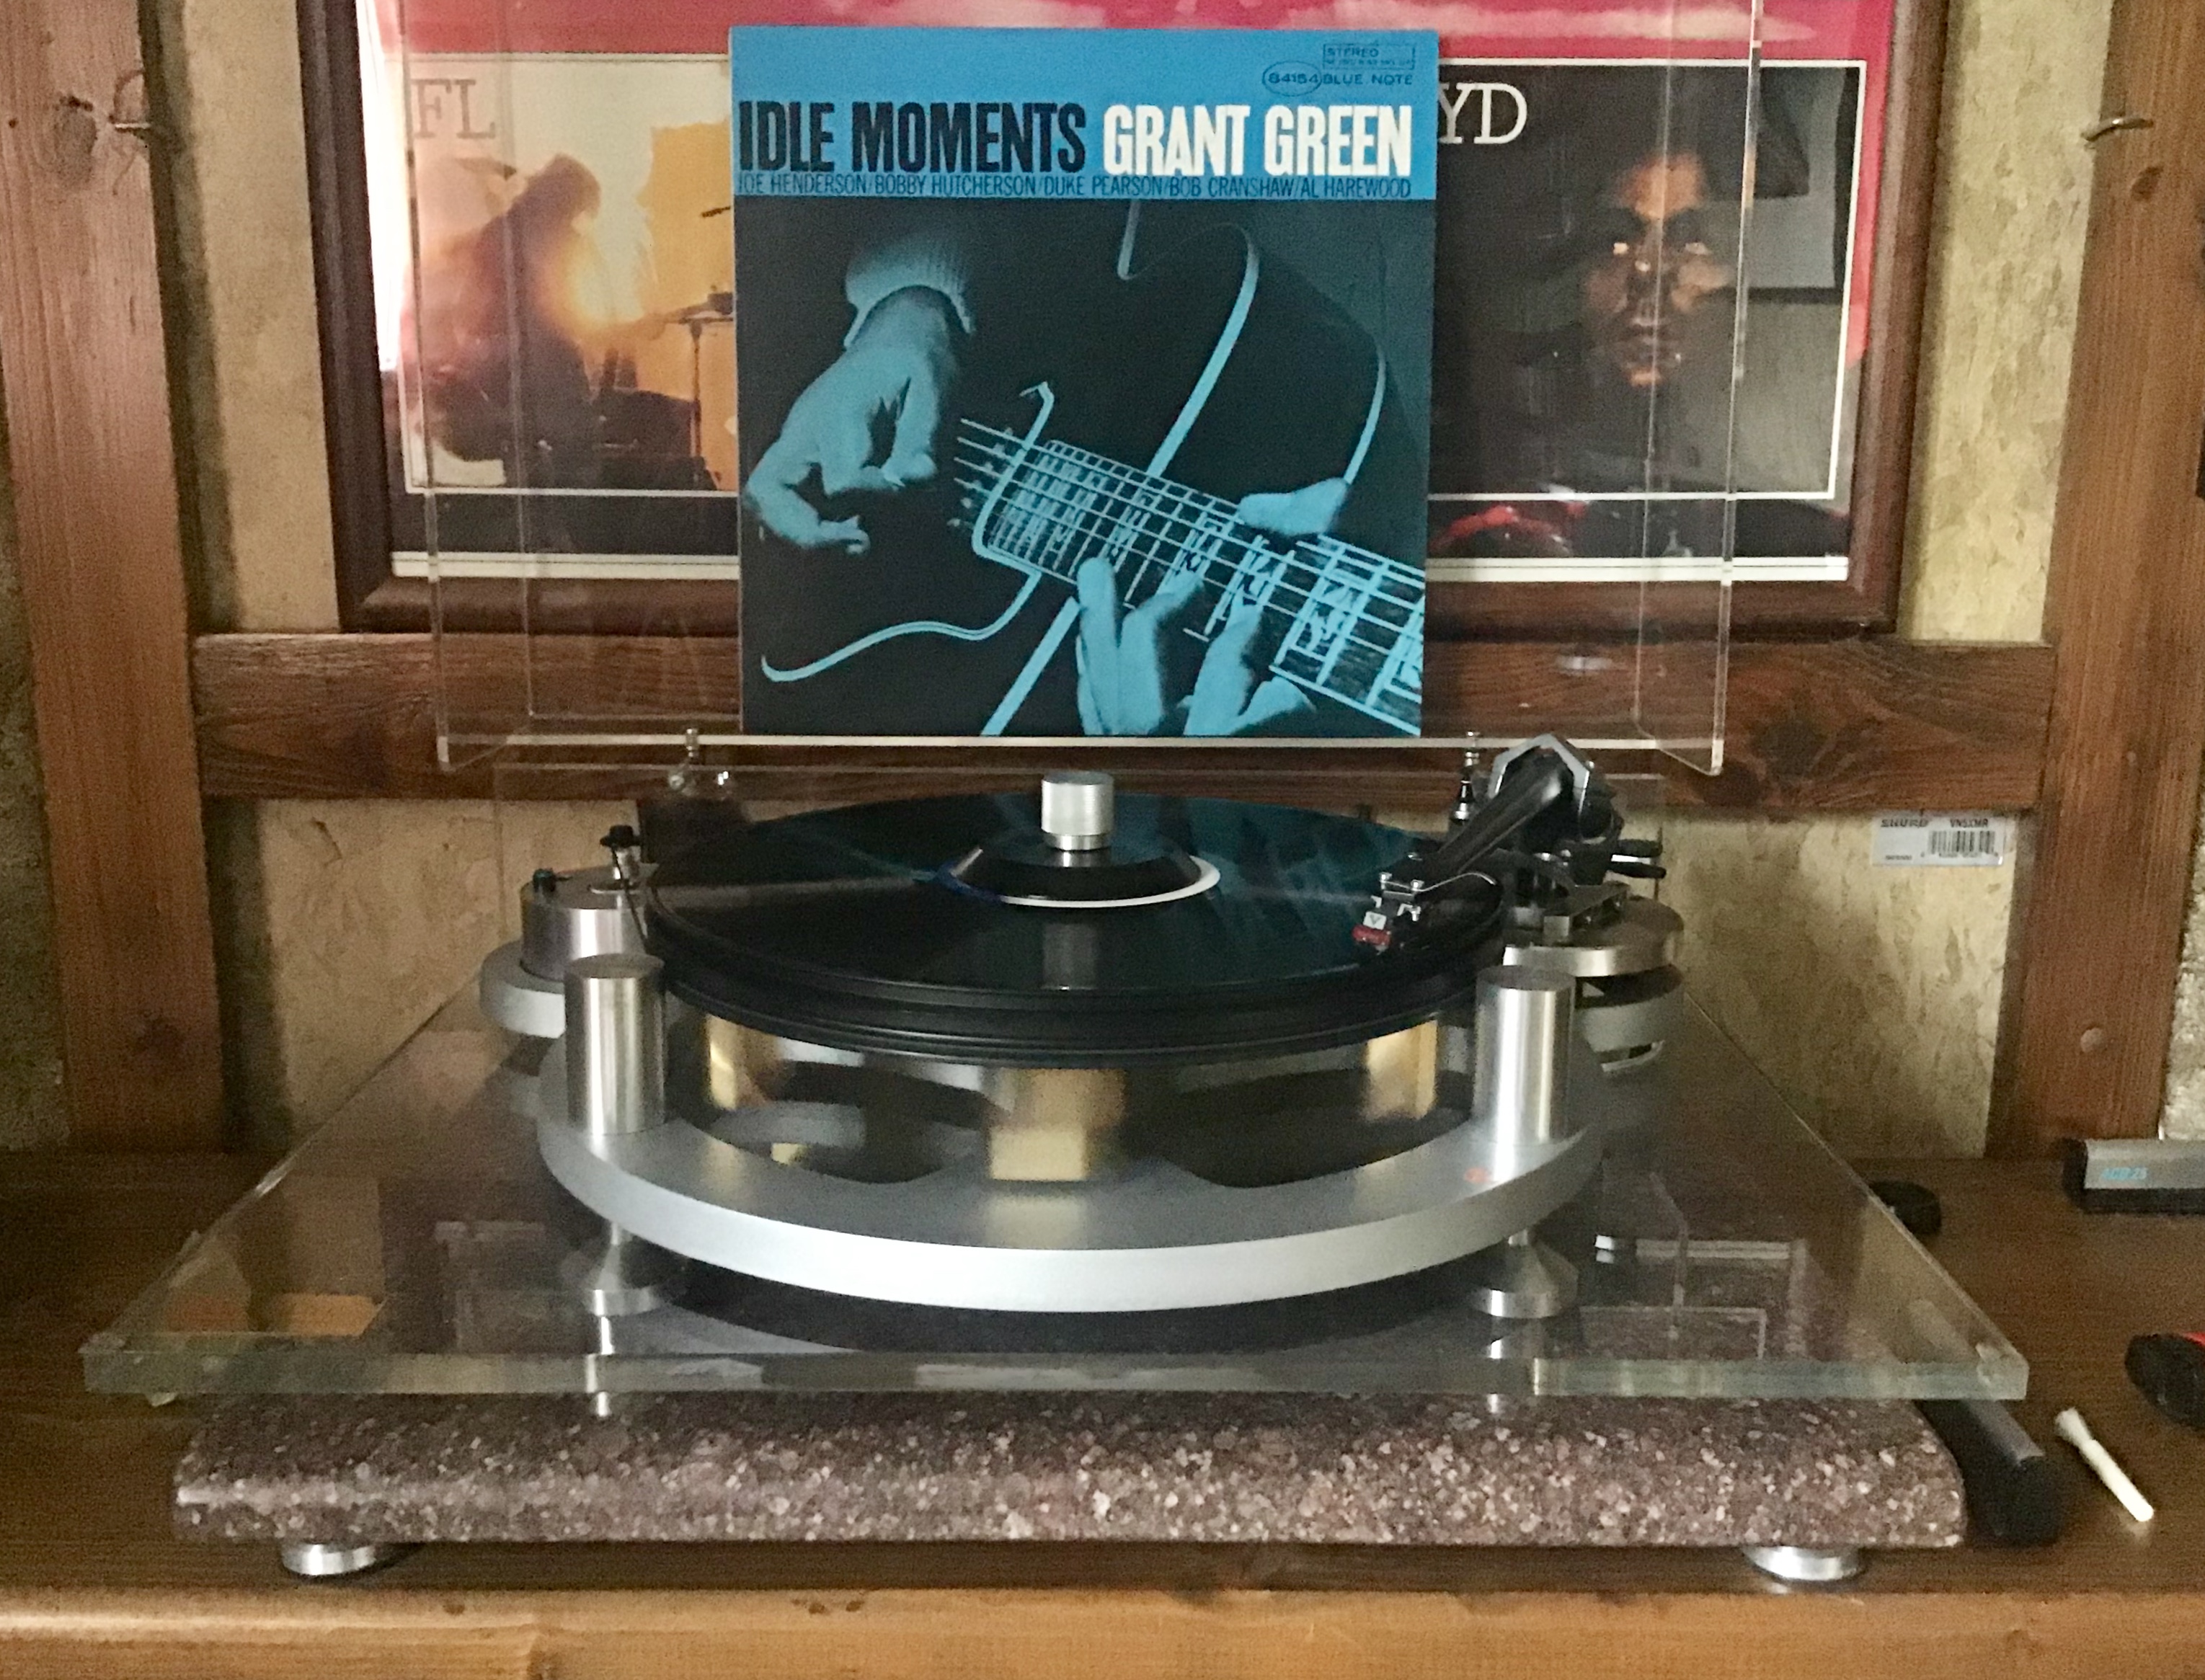 STEREO
84154 BLUE NOTE
IDLE MOMENTS GRANT GREEN
JOE HENDERSON/BOBBY HUTCHERSON/DUKE PEARSON/BOB CRANSHAW/AL HAREWOOD
FL
YD
SHURE VN5XMR